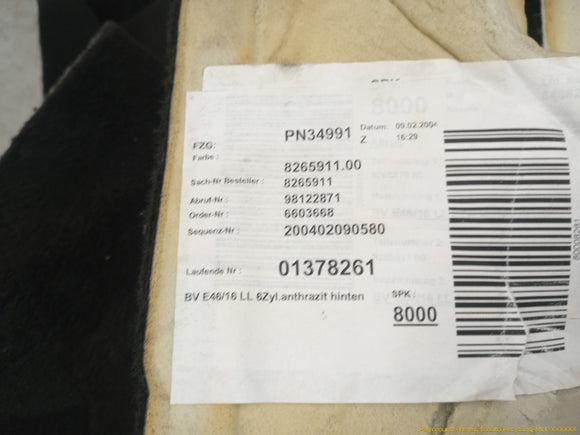 FZG: PN34991 Datum: 09.02.2004
Farbe: Z 16:29
8265911.00
Sach-Nr Besteller: 8265911
Abruf-Nr: 98122871
Order-Nr: 6603668
Sequenz-Nr: 200402090580
Laufende Nr: 01378261
BV E46/16 LL 6Zyl.anthrazit hinten SPK:
8000